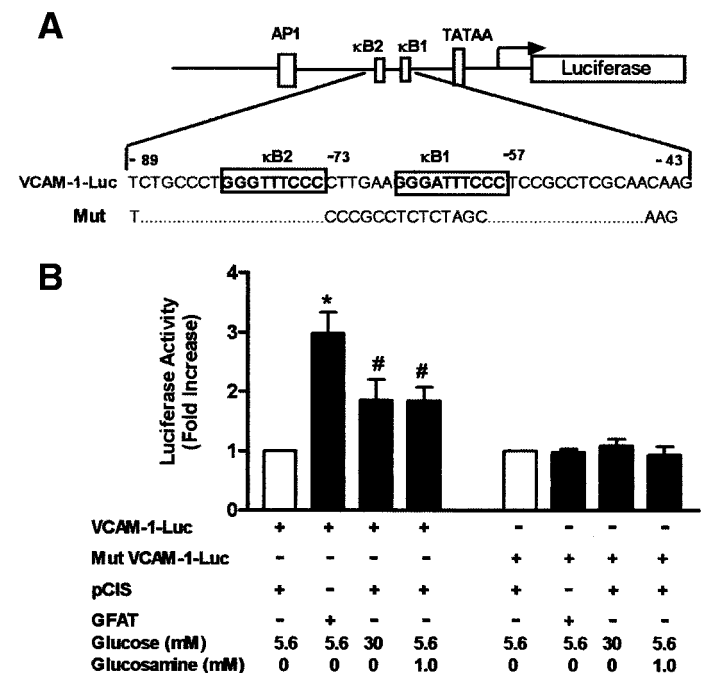 A
AP1 κB2 κB1 TATAA
Luciferase
- 89 κB2 -73 κB1 -57 - 43
VCAM-1-Luc TCTGCCCTGGGTTTCCCCTTGAAGGGATTTCCCTCCGCCTCGCAACAAG
Mut T..............................CCCGCCTCTCTAGC..........................AAG
B
Luciferase Activity
(Fold Increase)
4
3
2
1
0
* # #
VCAM-1-Luc + + + + - - - -
Mut VCAM-1-Luc - - - - + + + +
pCIS + - + + + - + +
GFAT - + - - - + - -
Glucose (mM) 5.6 5.6 30 5.6 5.6 5.6 30 5.6
Glucosamine (mM) 0 0 0 1.0 0 0 0 1.0